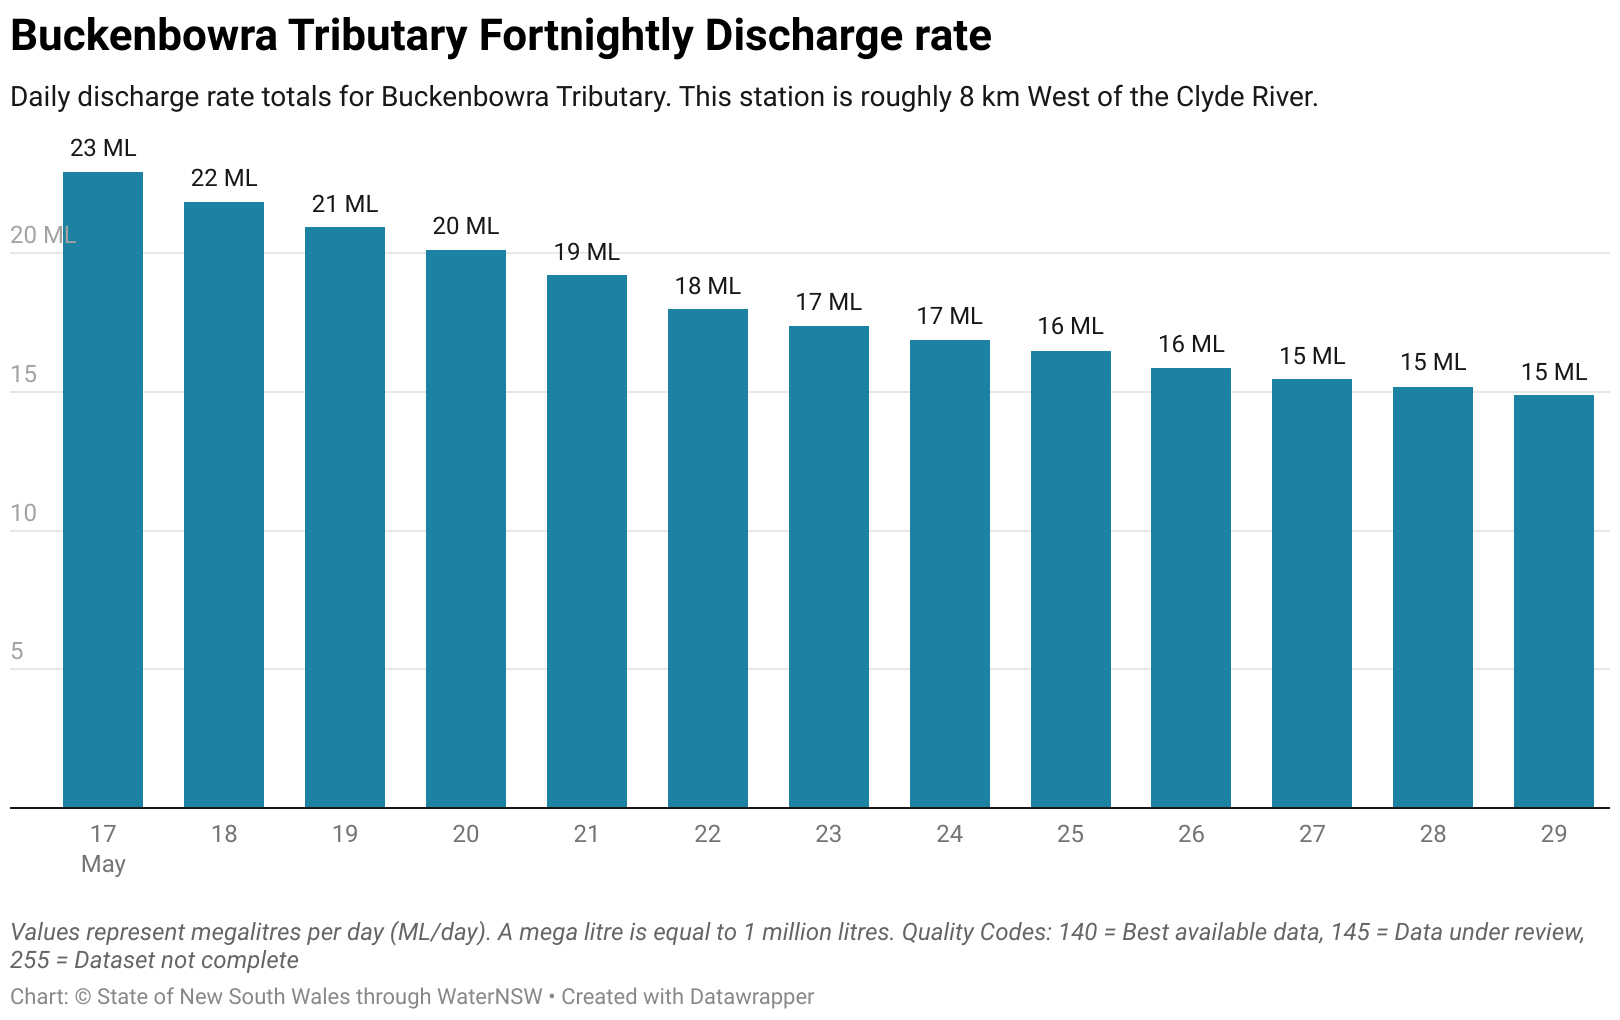 Buckenbowra Tributary Fortnightly Discharge rate
Daily discharge rate totals for Buckenbowra Tributary. This station is roughly 8 km West of the Clyde River.
23 ML
22 ML
21 ML
20 ML
19 ML
18 ML
17 ML
17 ML
16 ML
16 ML
15 ML
15 ML
15 ML
20 ML
15
10
5
17 18 19 20 21 22 23 24 25 26 27 28 29
May
Values represent megalitres per day (ML/day). A mega litre is equal to 1 million litres. Quality Codes: 140 = Best available data, 145 = Data under review,
255 = Dataset not complete
Chart: © State of New South Wales through WaterNSW • Created with Datawrapper